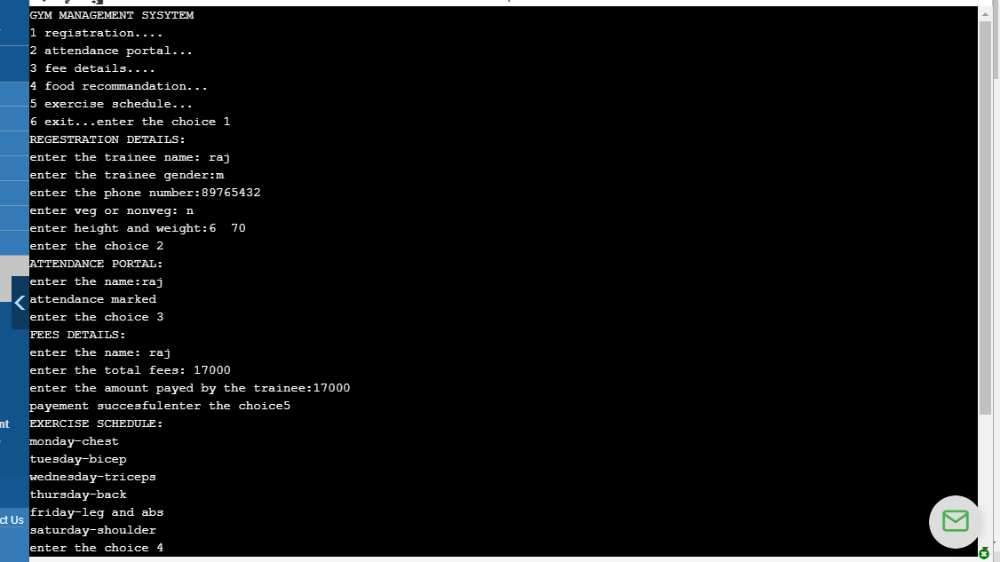 GYM MANAGEMENT SYSYTEM
1 registration....
2 attendance portal...
3 fee details....
4 food recommandation...
5 exercise schedule...
6 exit...enter the choice 1
REGESTRATION DETAILS:
enter the trainee name: raj
enter the trainee gender:m
enter the phone number:89765432
enter veg or nonveg: n
enter height and weight:6  70
enter the choice 2
ATTENDANCE PORTAL:
enter the name:raj
attendance marked
enter the choice 3
FEES DETAILS:
enter the name: raj
enter the total fees: 17000
enter the amount payed by the trainee:17000
payement succesfulenter the choice5
EXERCISE SCHEDULE:
monday-chest
tuesday-bicep
wednesday-triceps
thursday-back
friday-leg and abs
saturday-shoulder
enter the choice 4
nt
ct Us